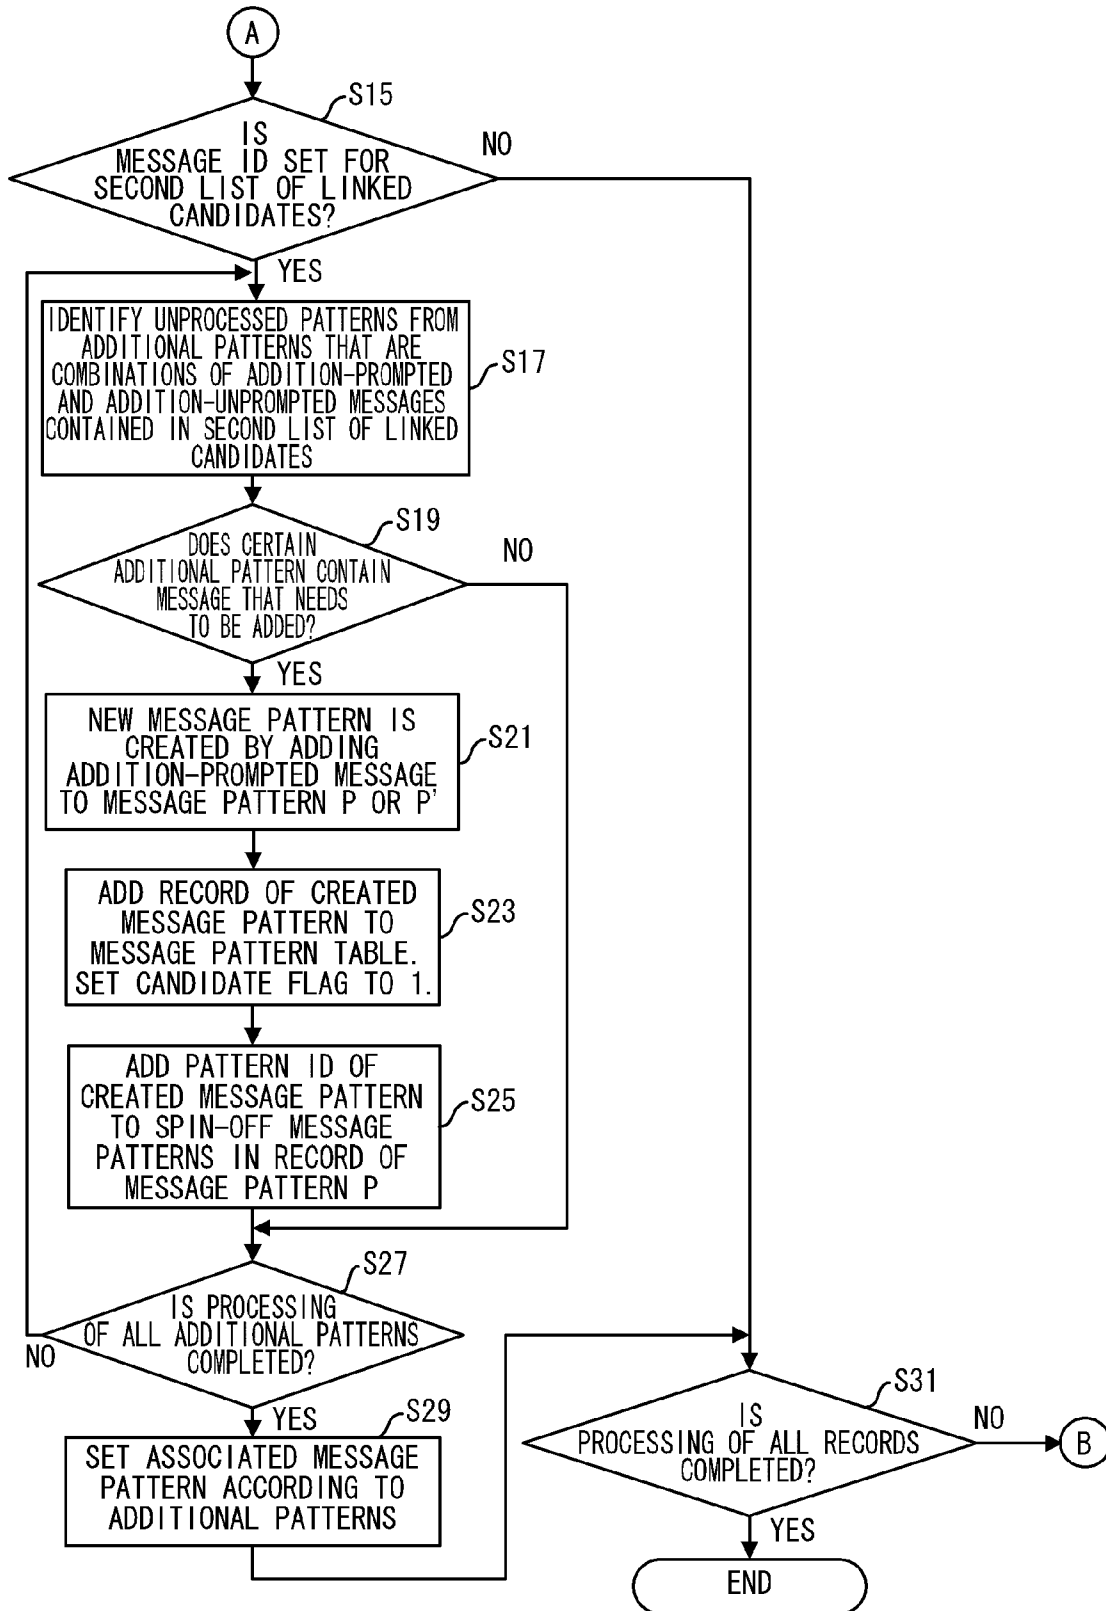 A
S15
IS
MESSAGE ID SET FOR
SECOND LIST OF LINKED
CANDIDATES?
NO
YES
IDENTIFY UNPROCESSED PATTERNS FROM
ADDITIONAL PATTERNS THAT ARE
COMBINATIONS OF ADDITION-PROMPTED
AND ADDITION-UNPROMPTED MESSAGES
CONTAINED IN SECOND LIST OF LINKED
CANDIDATES
S17
S19
DOES CERTAIN
ADDITIONAL PATTERN CONTAIN
MESSAGE THAT NEEDS
TO BE ADDED?
NO
YES
NEW MESSAGE PATTERN IS
CREATED BY ADDING
ADDITION-PROMPTED MESSAGE
TO MESSAGE PATTERN P OR P'
S21
ADD RECORD OF CREATED
MESSAGE PATTERN TO
MESSAGE PATTERN TABLE.
SET CANDIDATE FLAG TO 1.
S23
ADD PATTERN ID OF
CREATED MESSAGE PATTERN
TO SPIN-OFF MESSAGE
PATTERNS IN RECORD OF
MESSAGE PATTERN P
S25
S27
IS PROCESSING
OF ALL ADDITIONAL PATTERNS
COMPLETED?
NO
YES
S29
SET ASSOCIATED MESSAGE
PATTERN ACCORDING TO
ADDITIONAL PATTERNS
S31
IS
PROCESSING OF ALL RECORDS
COMPLETED?
NO
B
YES
END